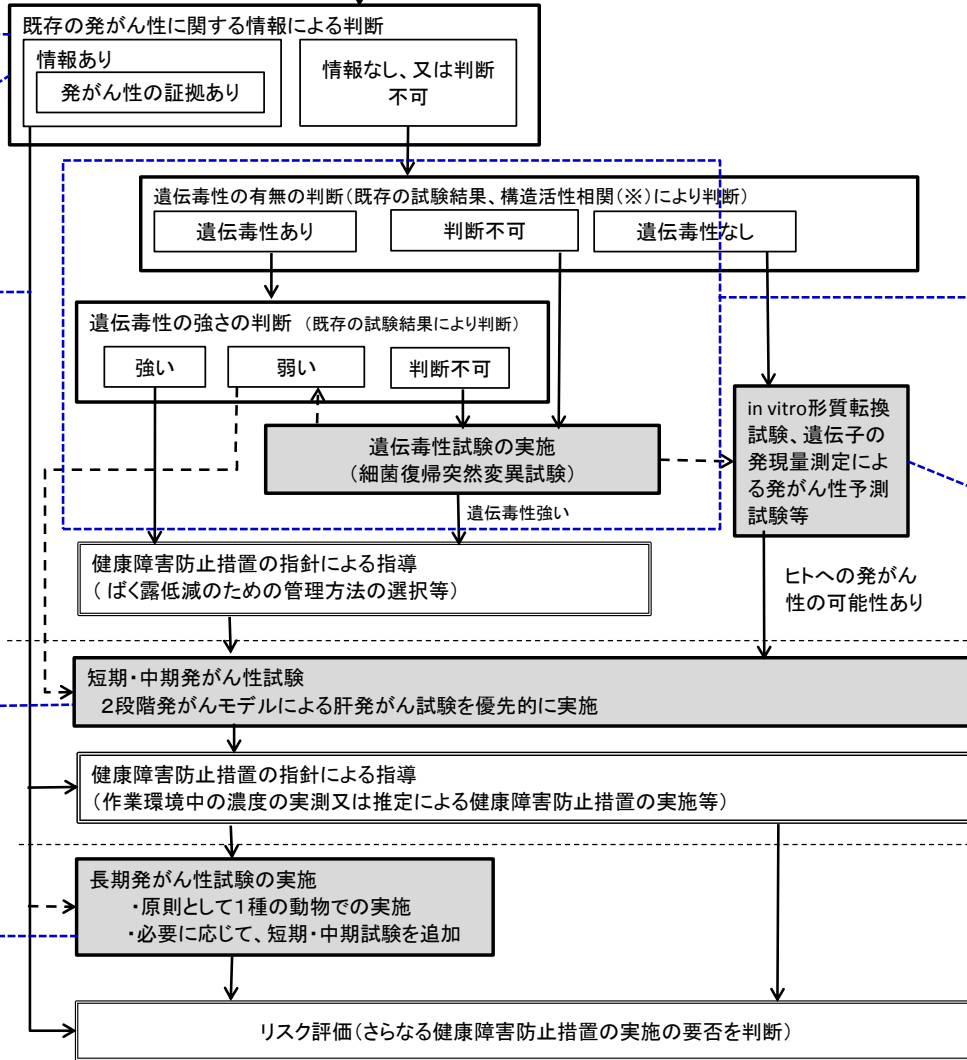 既存の発がん性に関する情報による判断
情報あり
発がん性の証拠あり
情報なし、又は判断
不可
遺伝毒性の有無の判断(既存の試験結果、構造活性相関(※)により判断)
遺伝毒性あり
判断不可
遺伝毒性なし
遺伝毒性の強さの判断 (既存の試験結果により判断)
強い
弱い
判断不可
in vitro形質転換
試験、遺伝子の
発現量測定によ
る発がん性予測
試験等
遺伝毒性試験の実施
(細菌復帰突然変異試験)
遺伝毒性強い
健康障害防止措置の指針による指導
( ばく露低減のための管理方法の選択等)
ヒトへの発がん
性の可能性あり
短期・中期発がん性試験
2段階発がんモデルによる肝発がん試験を優先的に実施
健康障害防止措置の指針による指導
(作業環境中の濃度の実測又は推定による健康障害防止措置の実施等)
長期発がん性試験の実施
・原則として1種の動物での実施
・必要に応じて、短期・中期試験を追加
リスク評価(さらなる健康障害防止措置の実施の要否を判断)